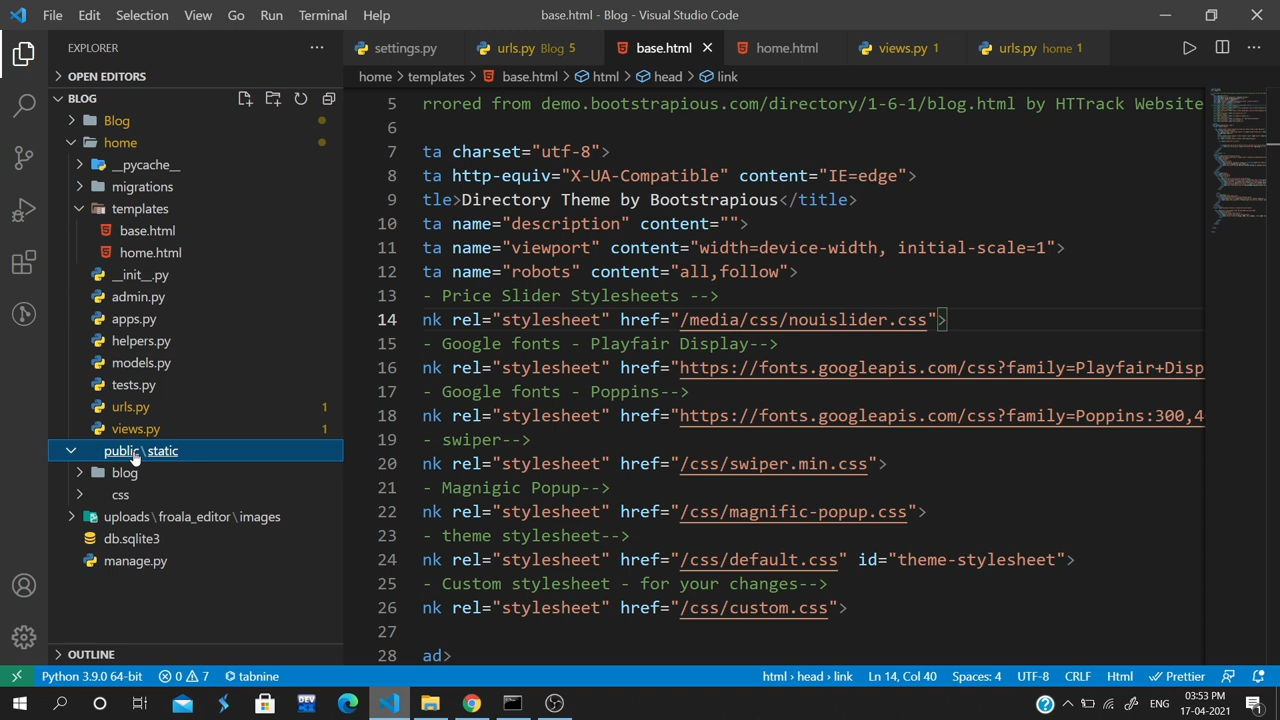 File Edit Selection View Go Run Terminal Help base.html - Blog - Visual Studio Code
EXPLORER
settings.py urls.py Blog 5 base.html home.html views.py 1 urls.py home 1
OPEN EDITORS
home > templates > base.html > html > head > link
BLOG
Blog
home
__pycache__
migrations
templates
base.html
home.html
__init__.py
admin.py
apps.py
helpers.py
models.py
tests.py
urls.py 1
views.py 1
public\static
blog
css
uploads\froala_editor\images
db.sqlite3
manage.py
OUTLINE
5 rrored from demo.bootstrapious.com/directory/1-6-1/blog.html by HTTrack Website
6
7 ta charset="utf-8">
8 ta http-equiv="X-UA-Compatible" content="IE=edge">
9 tle>Directory Theme by Bootstrapious</title>
10 ta name="description" content="">
11 ta name="viewport" content="width=device-width, initial-scale=1">
12 ta name="robots" content="all,follow">
13 - Price Slider Stylesheets -->
14 nk rel="stylesheet" href="/media/css/nouislider.css">
15 - Google fonts - Playfair Display-->
16 nk rel="stylesheet" href="https://fonts.googleapis.com/css?family=Playfair+Disp
17 - Google fonts - Poppins-->
18 nk rel="stylesheet" href="https://fonts.googleapis.com/css?family=Poppins:300,4
19 - swiper-->
20 nk rel="stylesheet" href="/css/swiper.min.css">
21 - Magnigic Popup-->
22 nk rel="stylesheet" href="/css/magnific-popup.css">
23 - theme stylesheet-->
24 nk rel="stylesheet" href="/css/default.css" id="theme-stylesheet">
25 - Custom stylesheet - for your changes-->
26 nk rel="stylesheet" href="/css/custom.css">
27
28 ad>
Python 3.9.0 64-bit 0 7 tabnine html > head > link Ln 14, Col 40 Spaces: 4 UTF-8 CRLF Html Prettier
ENG 03:53 PM
17-04-2021 1